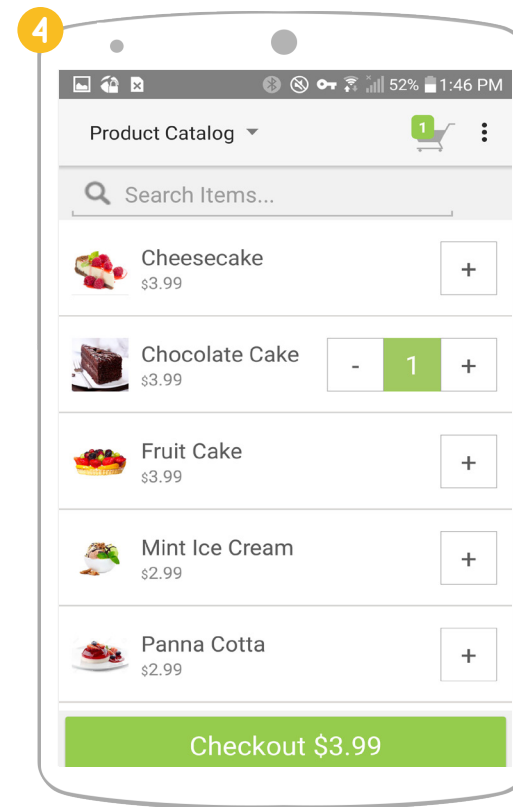 4
52% 1:46 PM
Product Catalog
1
Search Items...
Cheesecake
$3.99
+
Chocolate Cake
$3.99
- 1 +
Fruit Cake
$3.99
+
Mint Ice Cream
$2.99
+
Panna Cotta
$2.99
+
Checkout $3.99